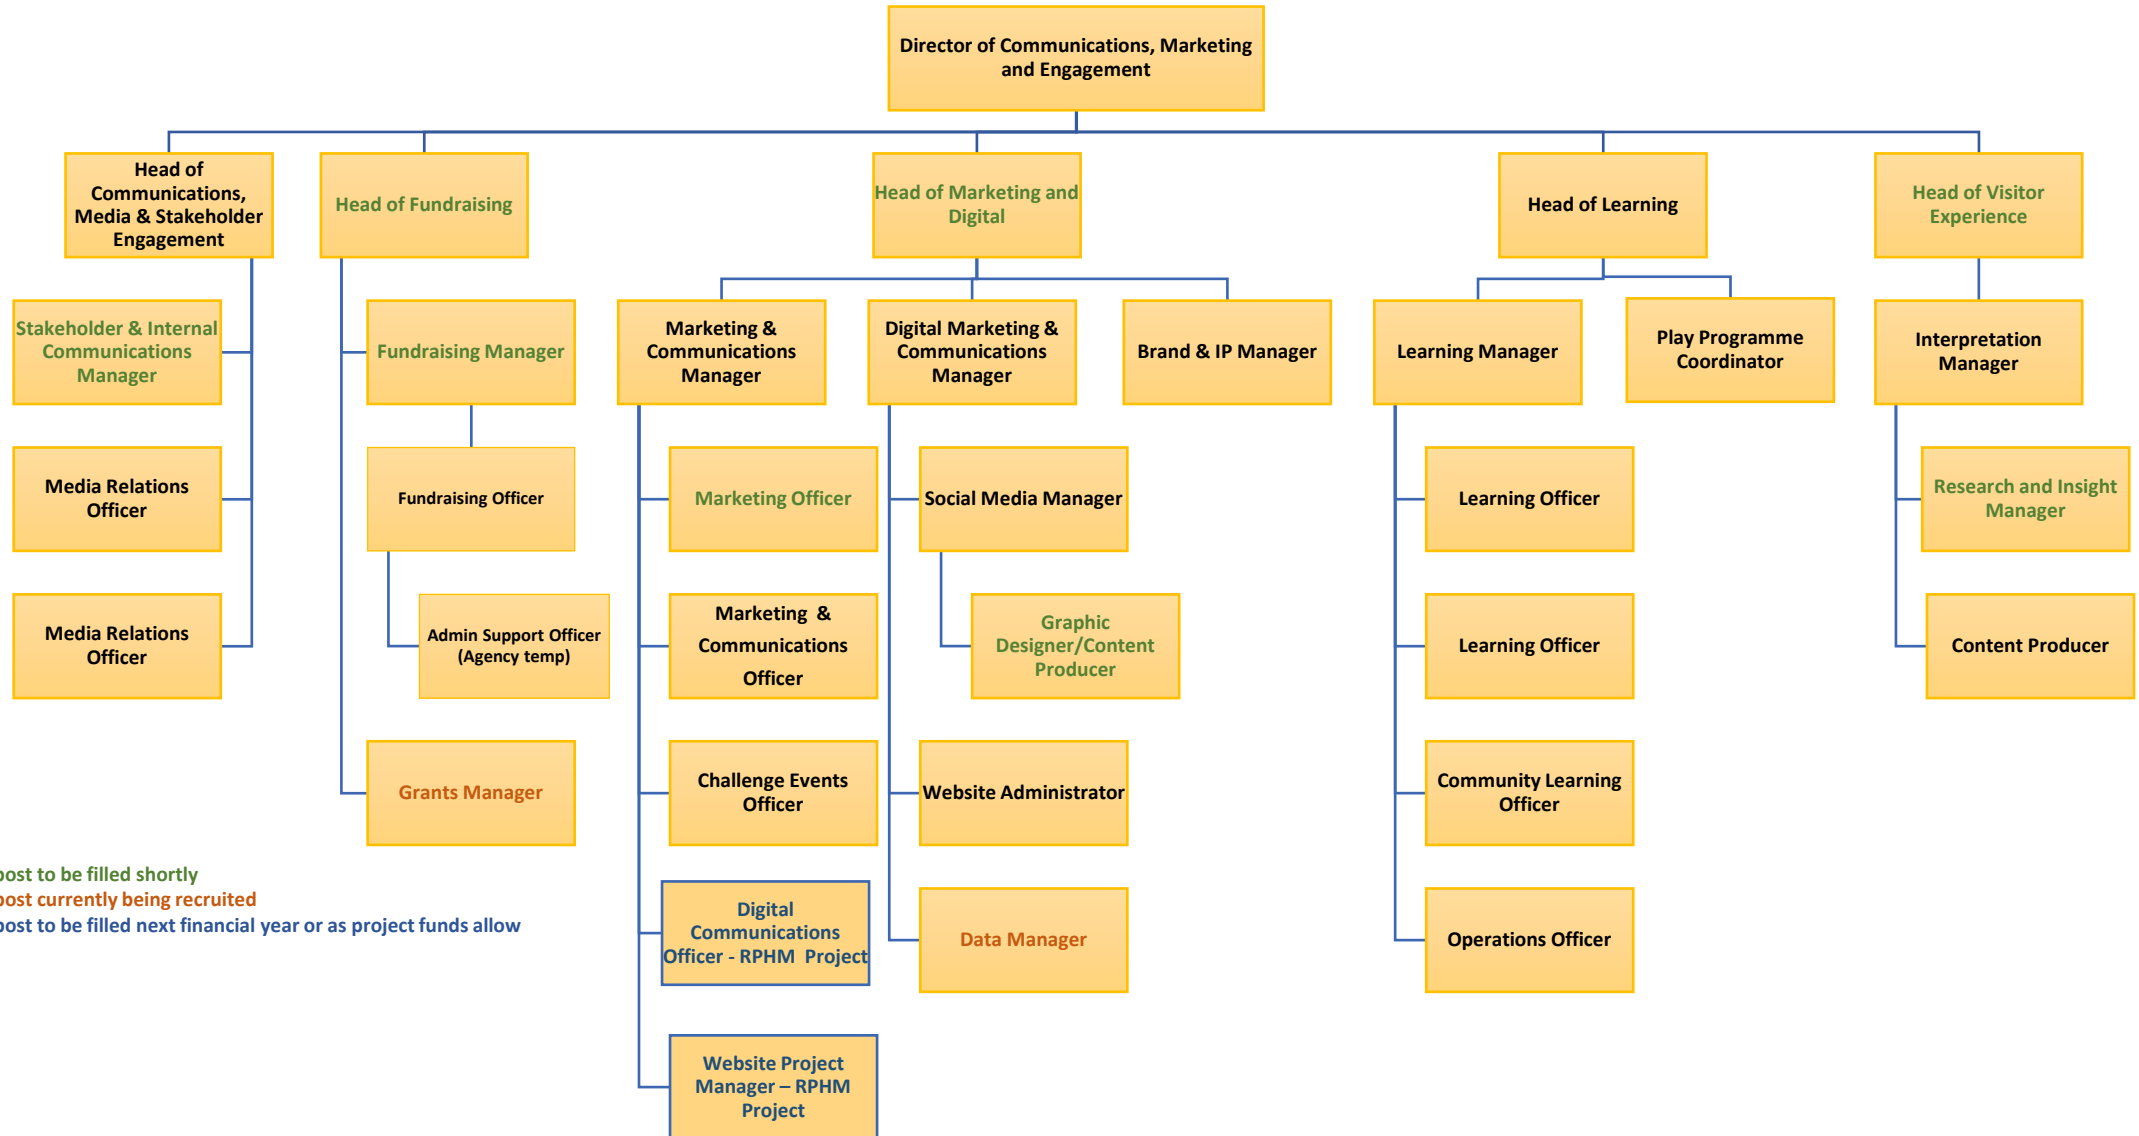 Director of Communications, Marketing
and Engagement
Head of
Communications,
Media & Stakeholder
Engagement
Head of Fundraising
Head of Marketing and
Digital
Head of Learning
Head of Visitor
Experience
Stakeholder & Internal
Communications
Manager
Fundraising Manager
Marketing &
Communications
Manager
Digital Marketing &
Communications
Manager
Brand & IP Manager
Learning Manager
Play Programme
Coordinator
Interpretation
Manager
Media Relations
Officer
Fundraising Officer
Marketing Officer
Social Media Manager
Learning Officer
Research and Insight
Manager
Media Relations
Officer
Admin Support Officer
(Agency temp)
Marketing & 
Communications
Officer
Graphic
Designer/Content
Producer
Learning Officer
Content Producer
Grants Manager
Challenge Events
Officer
Website Administrator
Community Learning
Officer
post to be filled shortly
post currently being recruited
post to be filled next financial year or as project funds allow
Digital
Communications
Officer - RPHM Project
Data Manager
Operations Officer
Website Project
Manager – RPHM
Project